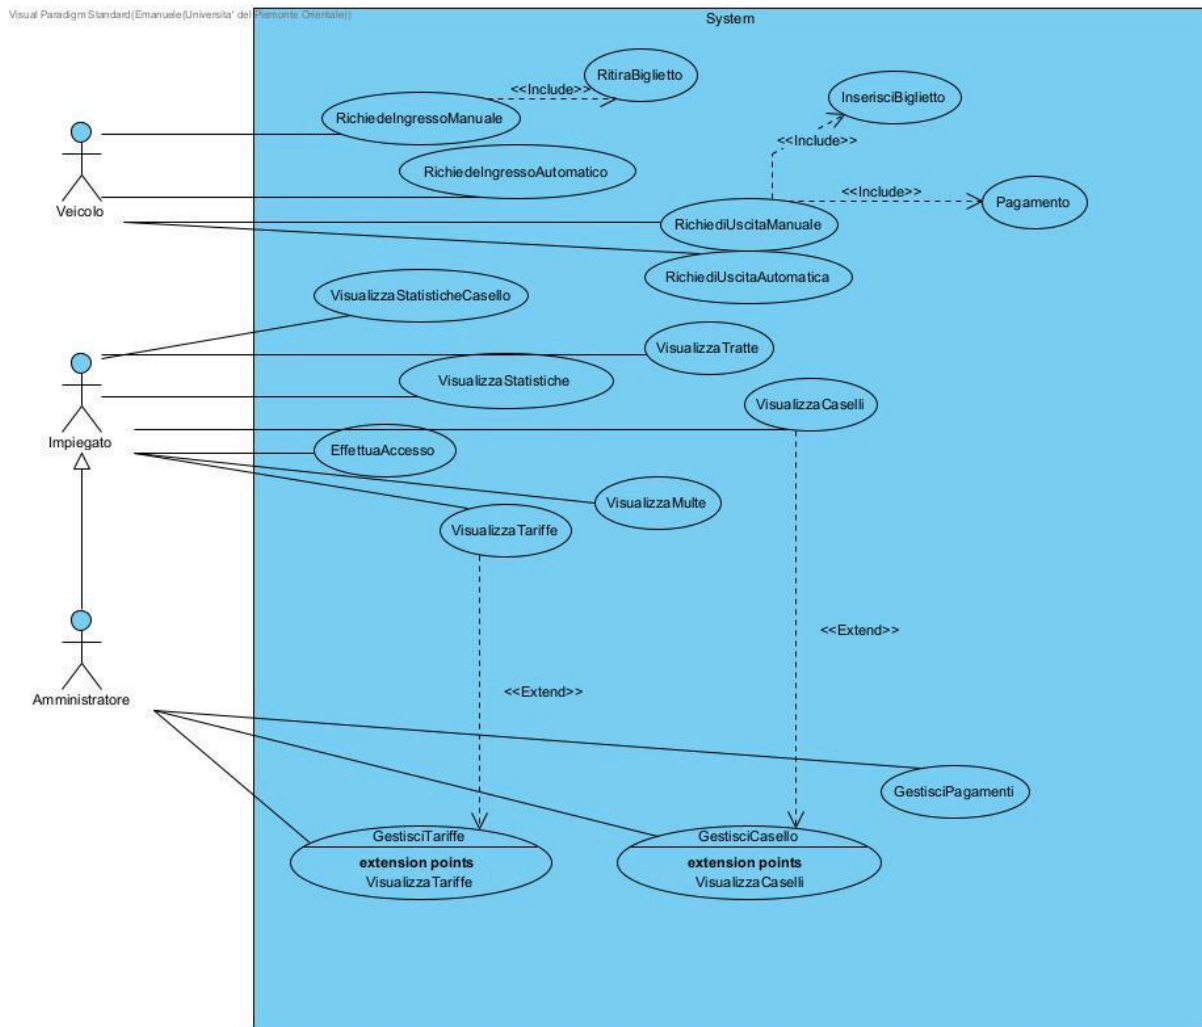 Visual Paradigm Standard(Emanuele(Universita' del Piemonte Orientale))
System
RitiraBiglietto
<<Include>>
InserisciBiglietto
RichiedeIngressoManuale
<<Include>>
RichiedeIngressoAutomatico
<<Include>>
Pagamento
Veicolo
RichiediUscitaManuale
RichiediUscitaAutomatica
VisualizzaStatisticheCasello
VisualizzaTratte
VisualizzaStatistiche
VisualizzaCaselli
Impiegato
EffettuaAccesso
VisualizzaMulte
VisualizzaTariffe
<<Extend>>
<<Extend>>
Amministratore
GestisciPagamenti
GestisciTariffe
extension points
VisualizzaTariffe
GestisciCasello
extension points
VisualizzaCaselli